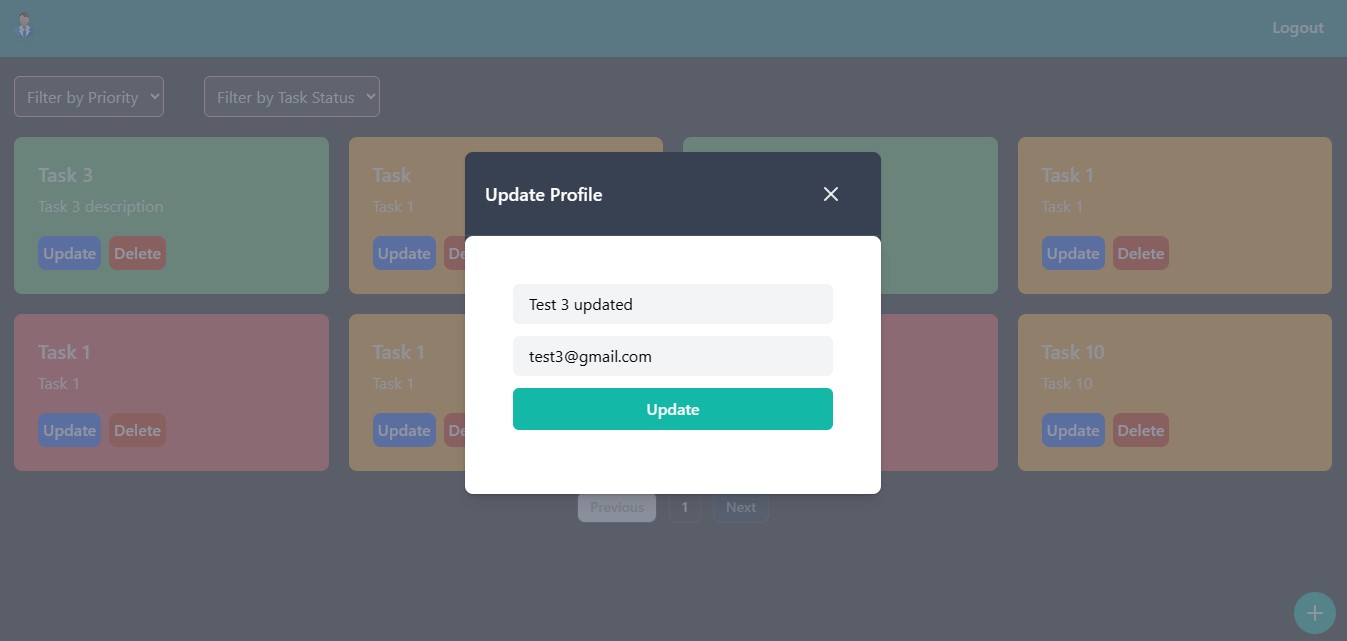 Logout
Filter by Priority
Filter by Task Status
Task 3
Task 3 description
Update Delete
Task
Task 1
Update
Task 1
Task 1
Update Delete
Update Profile
Test 3 updated
test3@gmail.com
Update
Task 1
Task 1
Update Delete
Task 1
Task 1
Update
Task 10
Task 10
Update Delete
Previous 1 Next